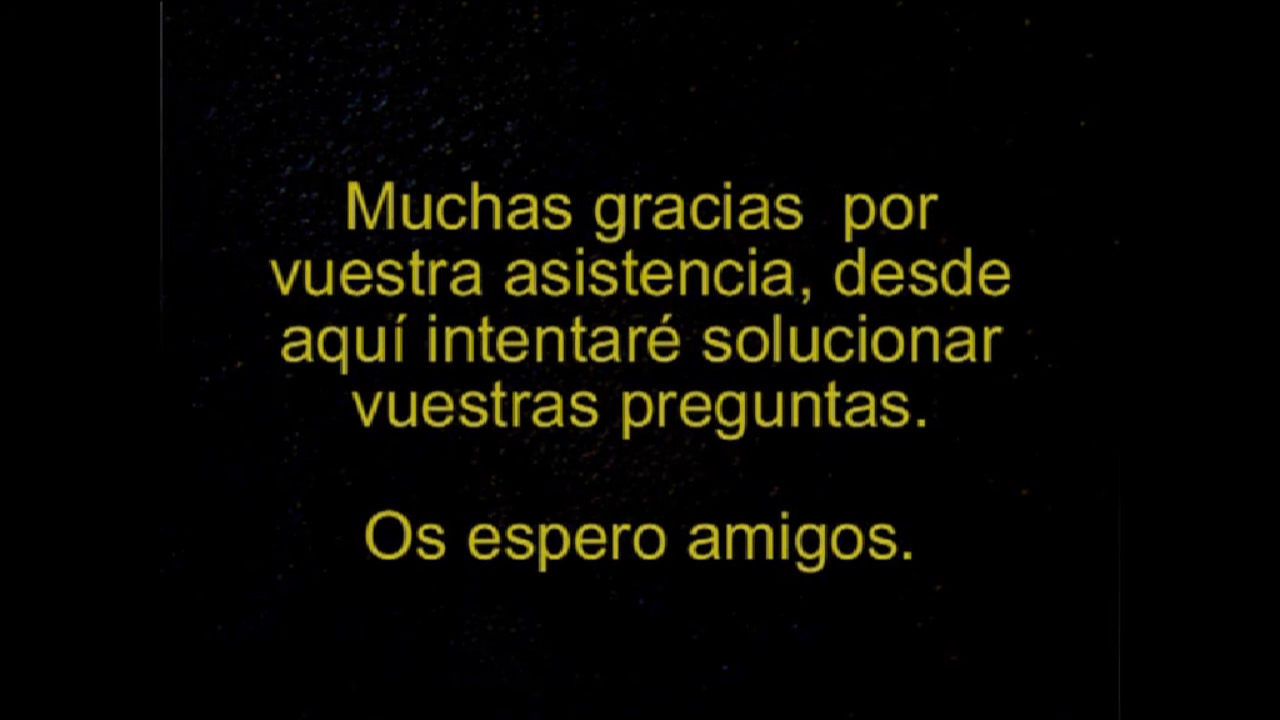 Muchas gracias  por
vuestra asistencia, desde
aquí intentaré solucionar
vuestras preguntas.
Os espero amigos.